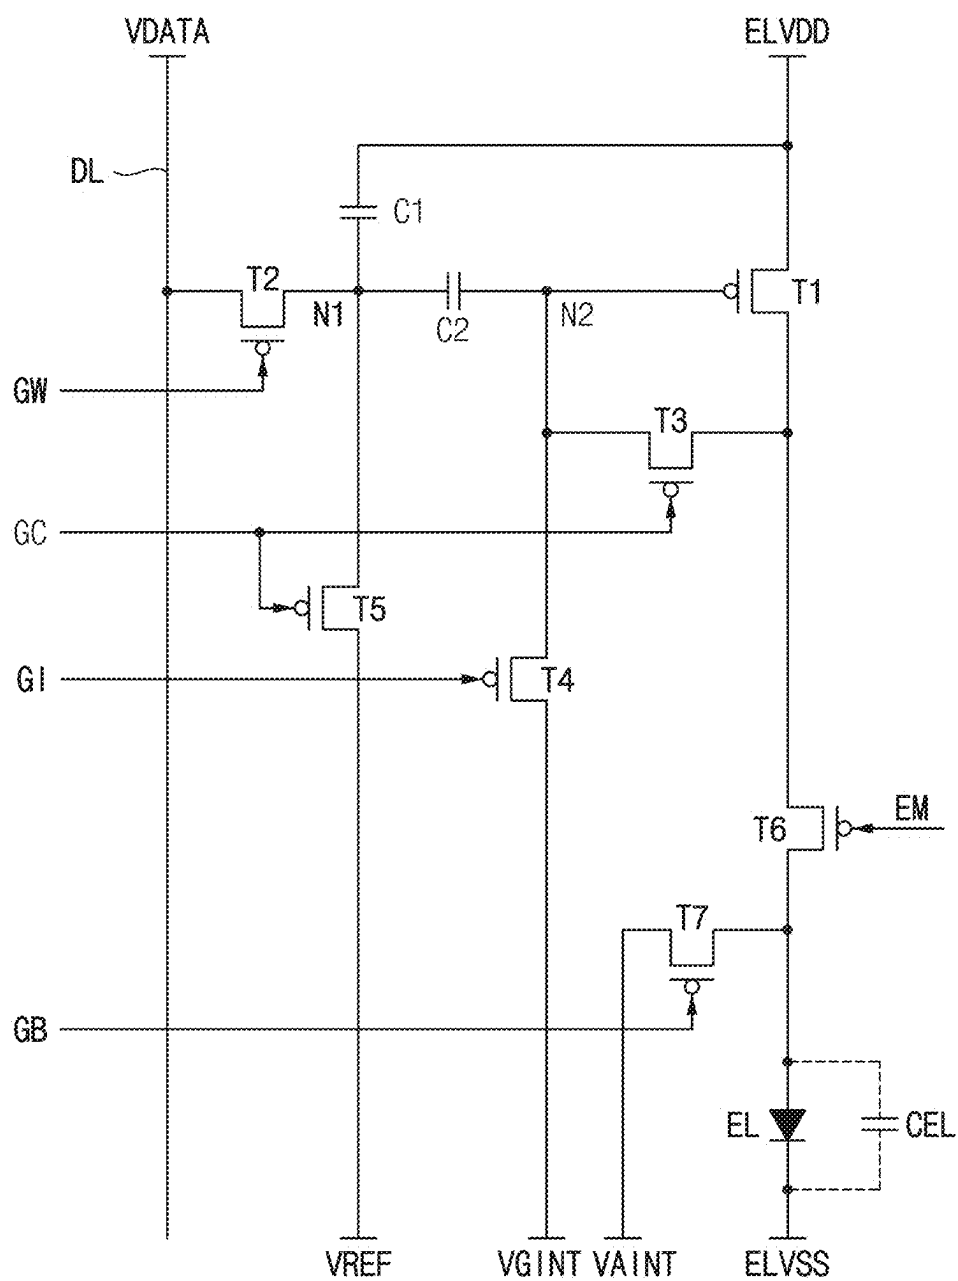 VDATA
ELVDD
DL
C1
T2
T1
N1
C2
N2
GW
T3
GC
T5
GI
T4
EM
T6
T7
GB
EL
CEL
VREF
VGINT
VAINT
ELVSS